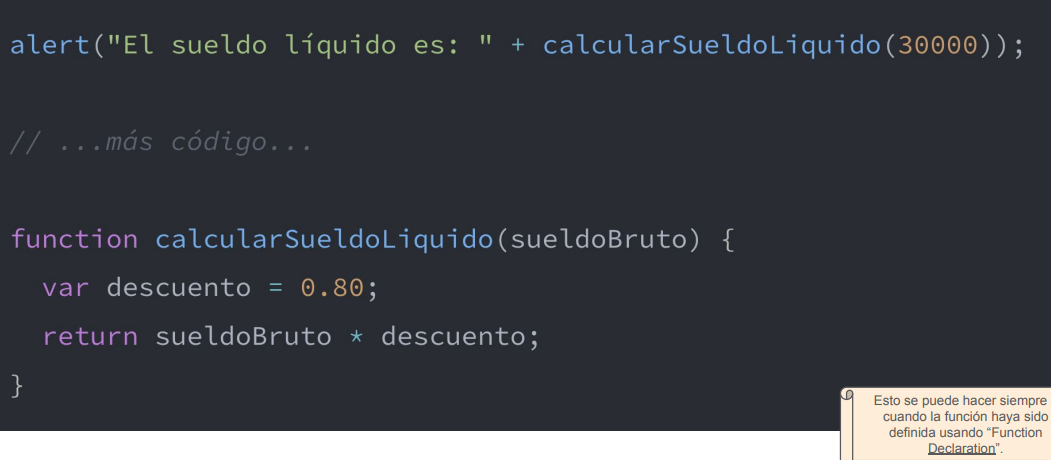 alert("El sueldo líquido es: " + calcularSueldoLiquido(30000));
// ...más código...
function calcularSueldoLiquido(sueldoBruto) {
  var descuento = 0.80;
  return sueldoBruto * descuento;
}
Esto se puede hacer siempre
cuando la función haya sido
definida usando “Function
Declaration”.